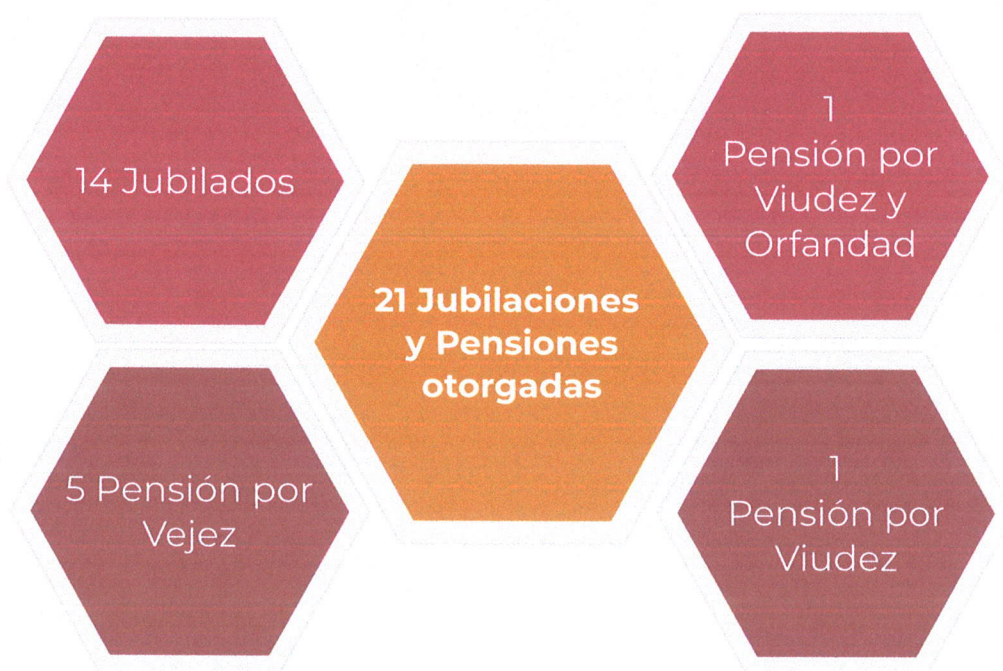 14 Jubilados
1
Pensión por
Viudez y
Orfandad
21 Jubilaciones
y Pensiones
otorgadas
5 Pensión por
Vejez
1
Pensión por
Viudez